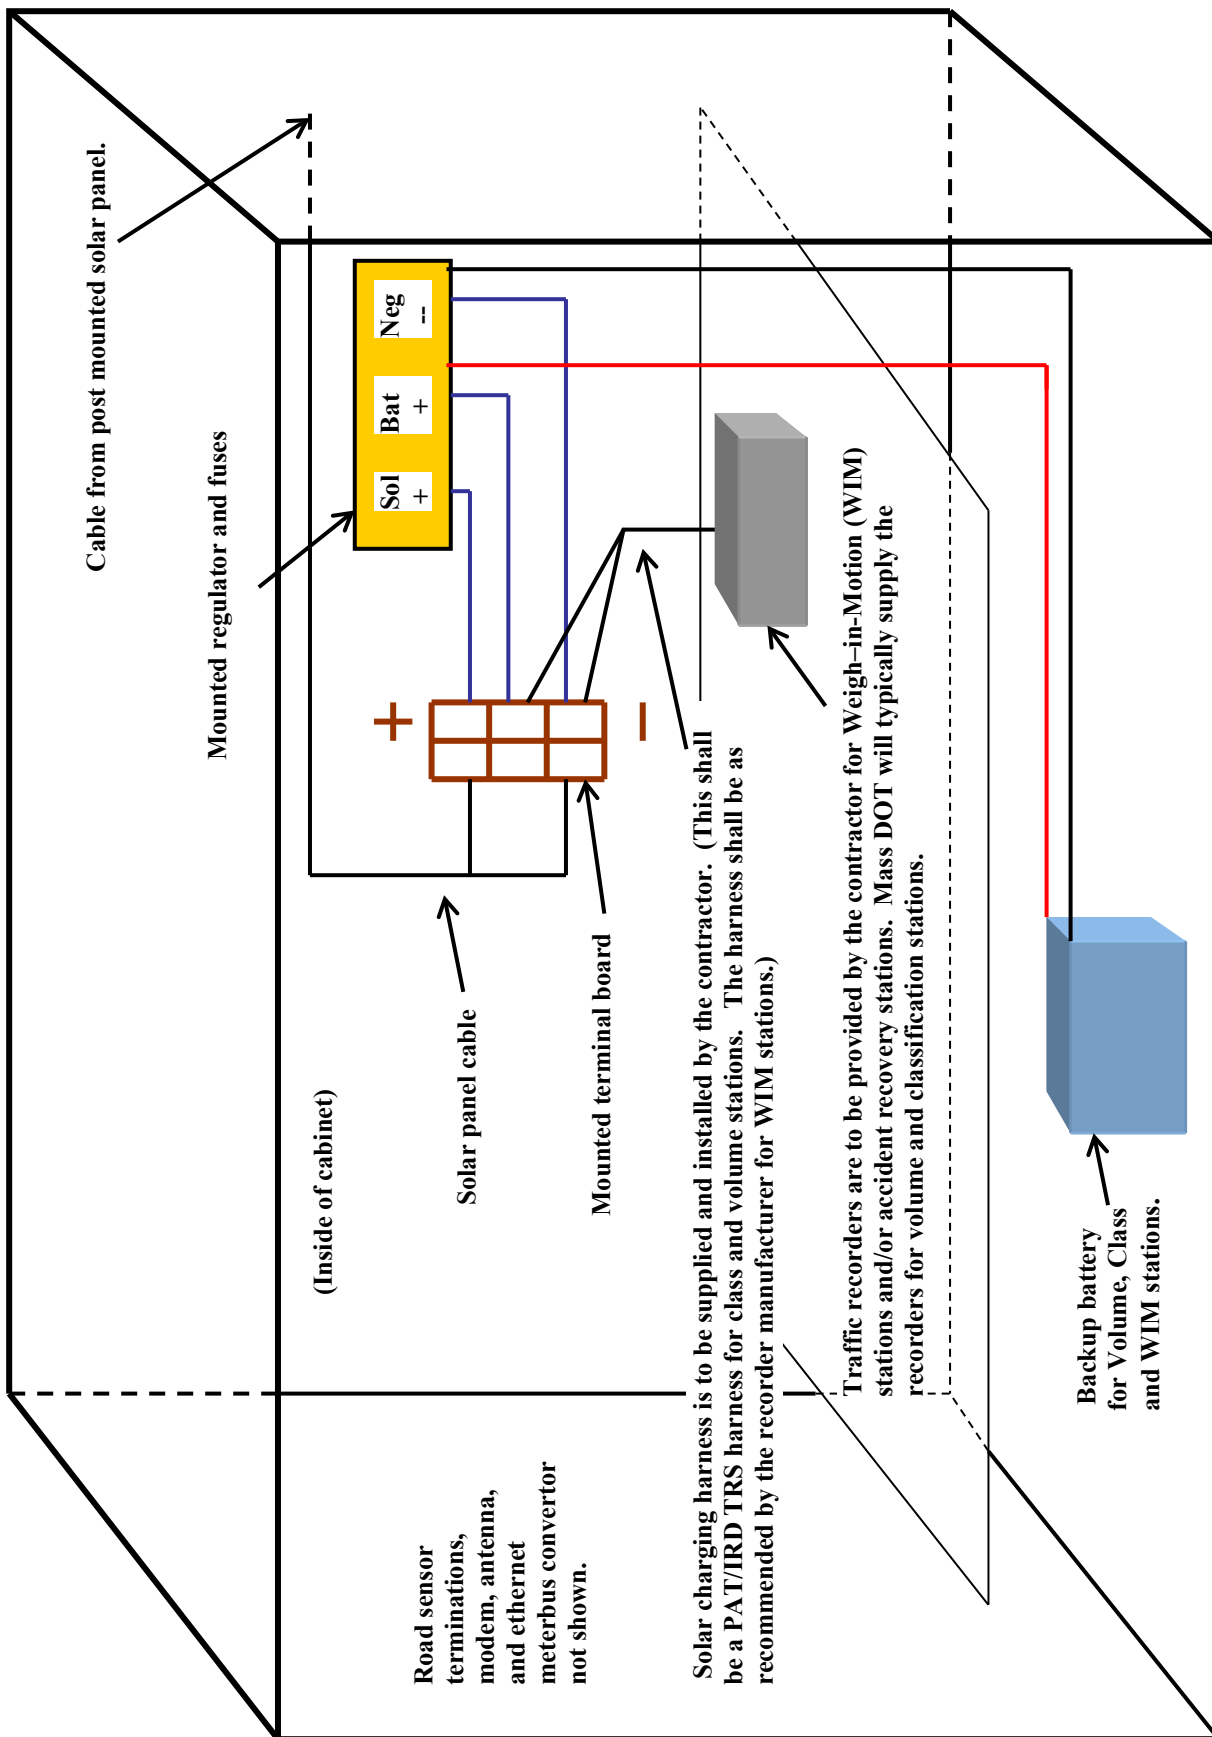 Cable from post mounted solar panel.
Mounted regulator and fuses
(Inside of cabinet)
Sol
+
Bat
+
Neg
--
+
−
Solar panel cable
Mounted terminal board
Road sensor
terminations,
modem, antenna,
and ethernet
meterbus convertor
not shown.
Solar charging harness is to be supplied and installed by the contractor. (This shall
be a PAT/IRD TRS harness for class and volume stations. The harness shall be as
recommended by the recorder manufacturer for WIM stations.)
Traffic recorders are to be provided by the contractor for Weigh–in-Motion (WIM)
stations and/or accident recovery stations. Mass DOT will typically supply the
recorders for volume and classification stations.
Backup battery
for Volume, Class
and WIM stations.